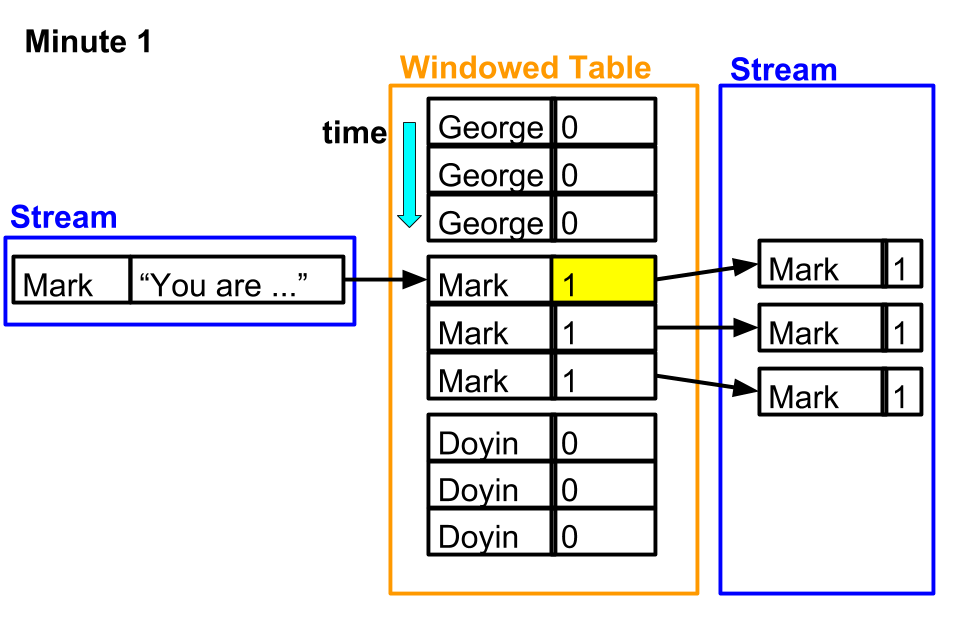 Minute 1
Windowed Table
Stream
time
George 0
George 0
George 0
Stream
Mark “You are ...”
Mark 1
Mark 1
Mark 1
Doyin 0
Doyin 0
Doyin 0
Mark 1
Mark 1
Mark 1